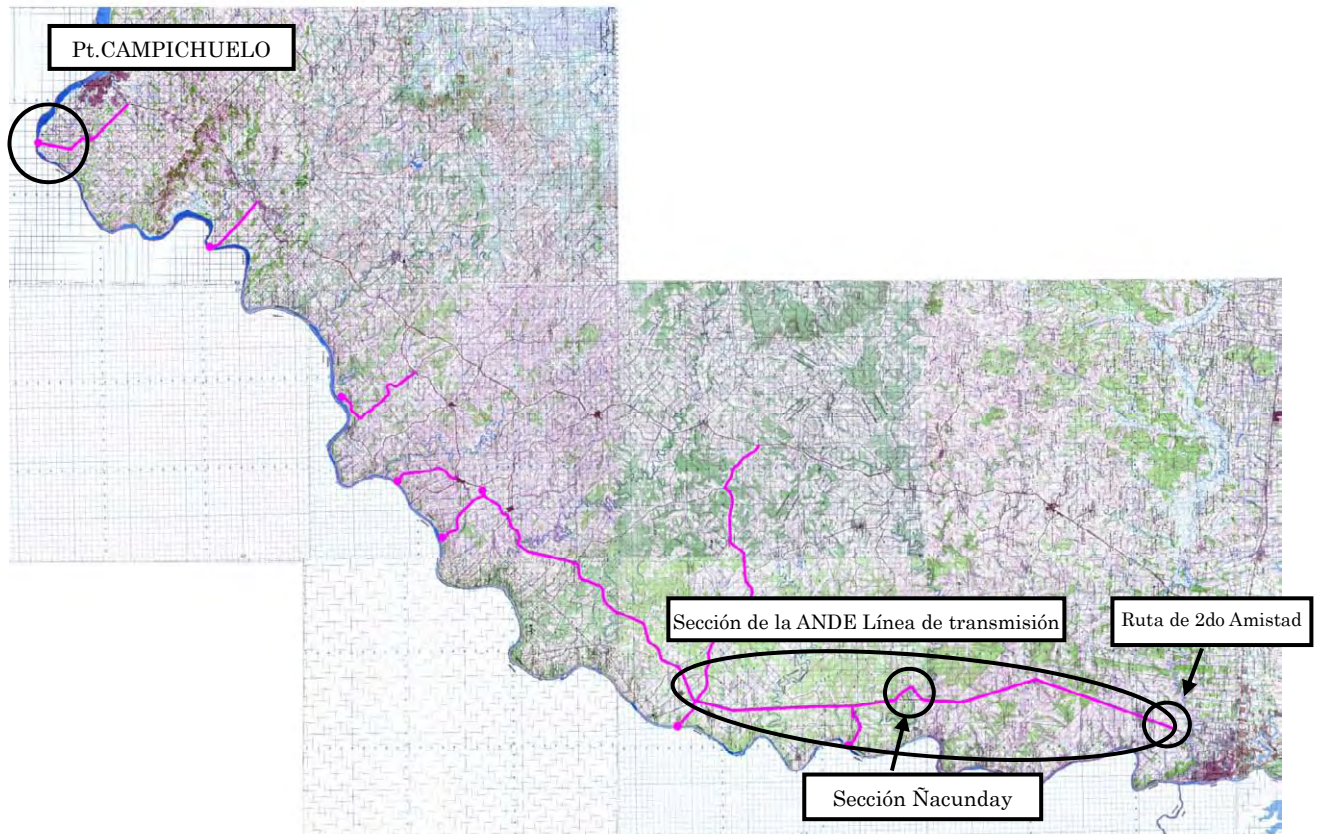 Pt.CAMPICHUELO
Sección de la ANDE Línea de transmisión
Ruta de 2do Amistad
Sección Ñacunday